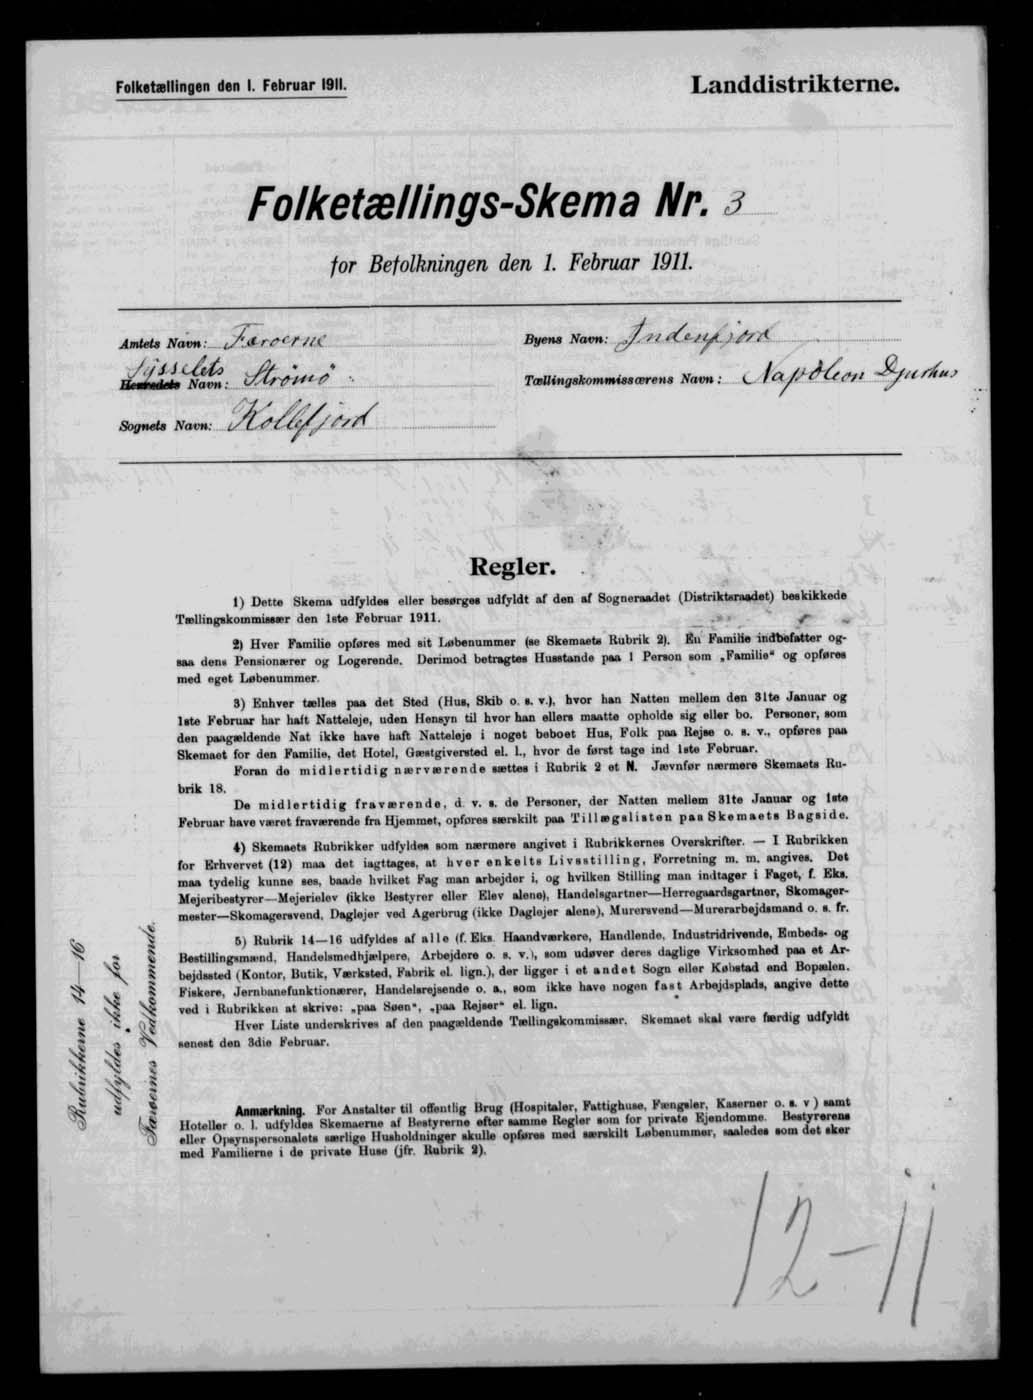 Folketællingen den 1. Februar 1911.
Landdistrikterne.
Folketællings-Skema Nr. 3
for Befolkningen den 1. Februar 1911.
Amtets Navn: Færoerne
Byens Navn: Indenfjord
Sysselets
Herredets Navn: Strömö
Tællingskommissærens Navn: Napóleon Djurhus
Sognets Navn: Kollefjord
Regler.
1) Dette Skema udfyldes eller besørges udfyldt af den af Sogneraadet (Distriktsraadet) beskikkede
Tællingskommissær den 1ste Februar 1911.
2) Hver Familie opføres med sit Løbenummer (se Skemaets Rubrik 2). En Familie indbefatter og-
saa dens Pensionærer og Logerende. Derimod betragtes Husstande paa 1 Person som „Familie“ og opføres
med eget Løbenummer.
3) Enhver tælles paa det Sted (Hus, Skib o. s. v.), hvor han Natten mellem den 31te Januar og
1ste Februar har haft Natteleje, uden Hensyn til hvor han ellers maatte opholde sig eller bo. Personer, som
den paagældende Nat ikke have haft Natteleje i noget beboet Hus, Folk paa Rejse o. s. v., opføres paa
Skemaet for den Familie, det Hotel, Gæstgiversted el. l., hvor de først tage ind 1ste Februar.
Foran de midlertidig nærværende sættes i Rubrik 2 et N. Jævnfør nærmere Skemaets Ru-
brik 18.
De midlertidig fraværende, d. v. s. de Personer, der Natten mellem 31te Januar og 1ste
Februar have været fraværende fra Hjemmet, opføres særskilt paa Tillægslisten paa Skemaets Bagside.
4) Skemaets Rubrikker udfyldes som nærmere angivet i Rubrikkernes Overskrifter. — I Rubrikken
for Erhvervet (12) maa det iagttages, at hver enkelts Livsstilling, Forretning m. m. angives. Det
maa tydelig kunne ses, baade hvilket Fag man arbejder i, og hvilken Stilling man indtager i Faget, f. Eks.
Mejeribestyrer—Mejerielev (ikke Bestyrer eller Elev alene), Handelsgartner—Herregaardsgartner, Skomager-
mester—Skomagersvend, Daglejer ved Agerbrug (ikke Daglejer alene), Murersvend—Murerarbejdsmand o. s. fr.
5) Rubrik 14—16 udfyldes af alle (f. Eks. Haandværkere, Handlende, Industridrivende, Embeds- og
Bestillingsmænd, Handelsmedhjælpere, Arbejdere o. s. v.), som udøver deres daglige Virksomhed paa et Ar-
bejdssted (Kontor, Butik, Værksted, Fabrik el. lign.), der ligger i et andet Sogn eller Købstad end Bopælen.
Fiskere, Jernbanefunktionærer, Handelsrejsende o. a., som ikke have nogen fast Arbejdsplads, angive dette
ved i Rubrikken at skrive: „paa Søen“, „paa Rejser“ el. lign.
Hver Liste underskrives af den paagældende Tællingskommissær. Skemaet skal være færdig udfyldt
senest den 3die Februar.
Rubrikkerne 14—16
udfyldes ikke for
Færøernes Vedkommende.
Anmærkning. For Anstalter til offentlig Brug (Hospitaler, Fattighuse, Fængsler, Kaserner o. s. v) samt
Hoteller o. l. udfyldes Skemaerne af Bestyrerne efter samme Regler som for private Ejendomme. Bestyrerens
eller Opsynspersonalets særlige Husholdninger skulle opføres med særskilt Løbenummer, saaledes som det sker
med Familierne i de private Huse (jfr. Rubrik 2).
12-11